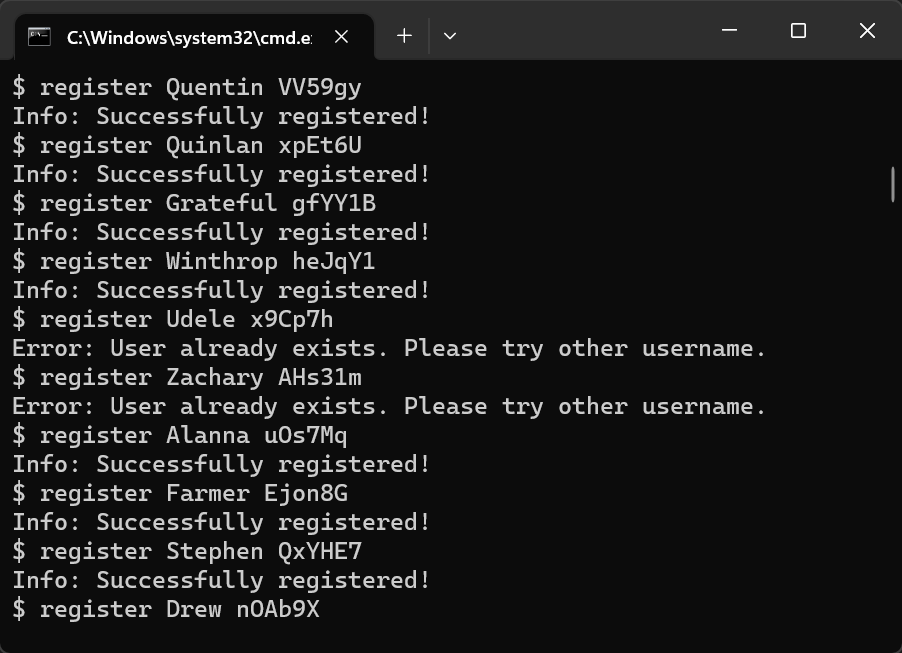 C:\Windows\system32\cmd.e
$ register Quentin VV59gy
Info: Successfully registered!
$ register Quinlan xpEt6U
Info: Successfully registered!
$ register Grateful gfYY1B
Info: Successfully registered!
$ register Winthrop heJqY1
Info: Successfully registered!
$ register Udele x9Cp7h
Error: User already exists. Please try other username.
$ register Zachary AHs31m
Error: User already exists. Please try other username.
$ register Alanna uOs7Mq
Info: Successfully registered!
$ register Farmer Ejon8G
Info: Successfully registered!
$ register Stephen QxYHE7
Info: Successfully registered!
$ register Drew nOAb9X